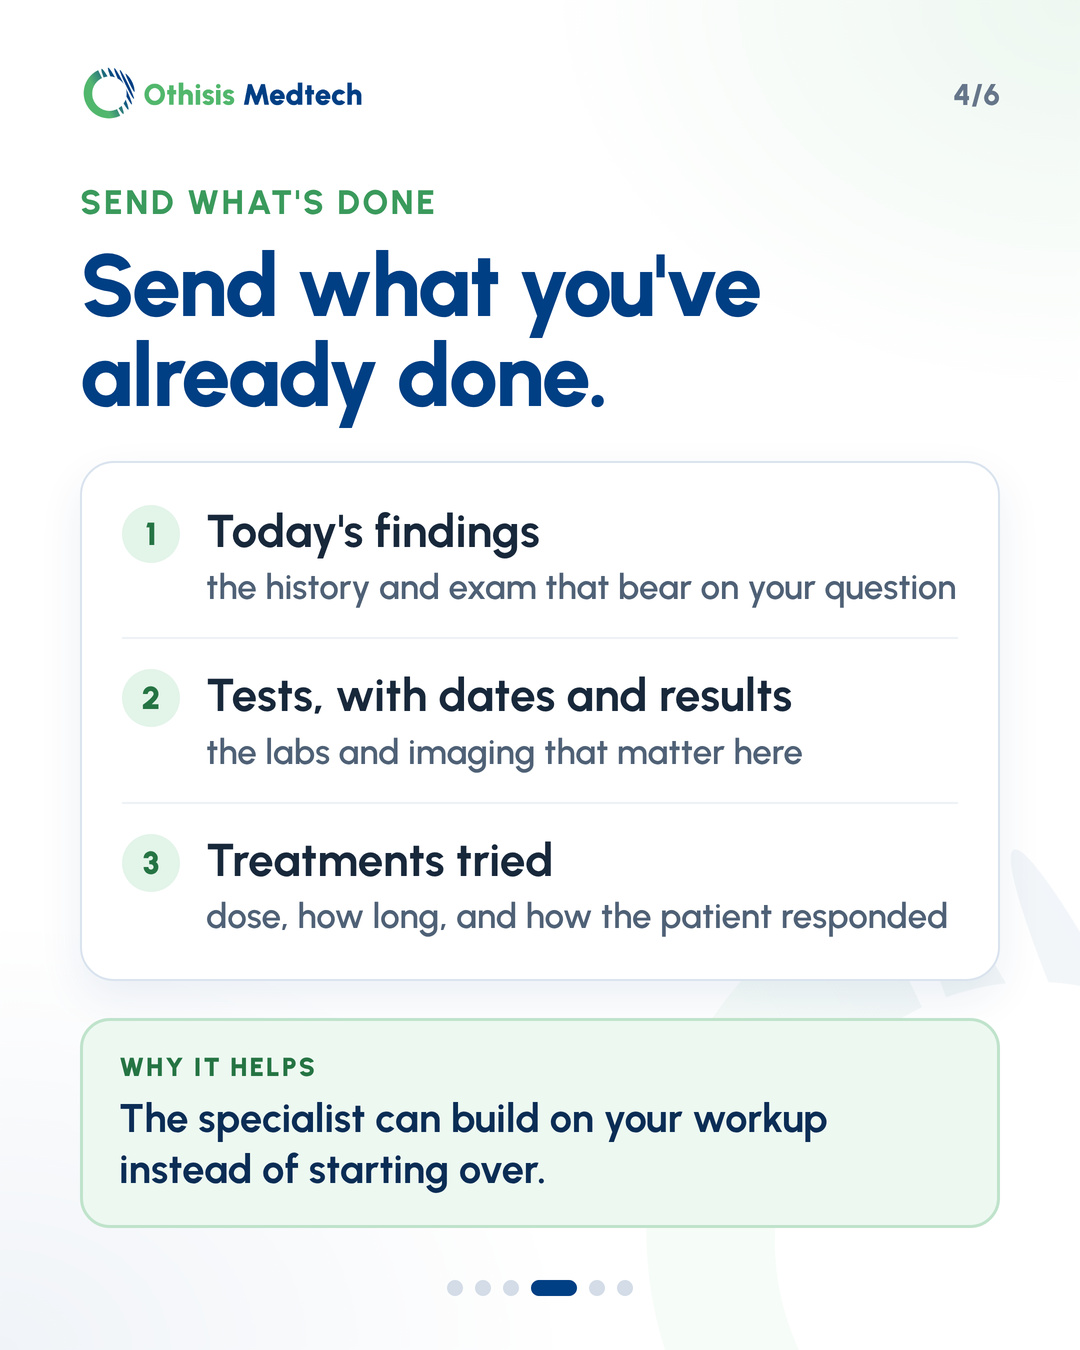 Othisis Medtech
4/6
SEND WHAT'S DONE
Send what you've
already done.
1
Today's findings
the history and exam that bear on your question
2
Tests, with dates and results
the labs and imaging that matter here
3
Treatments tried
dose, how long, and how the patient responded
WHY IT HELPS
The specialist can build on your workup
instead of starting over.